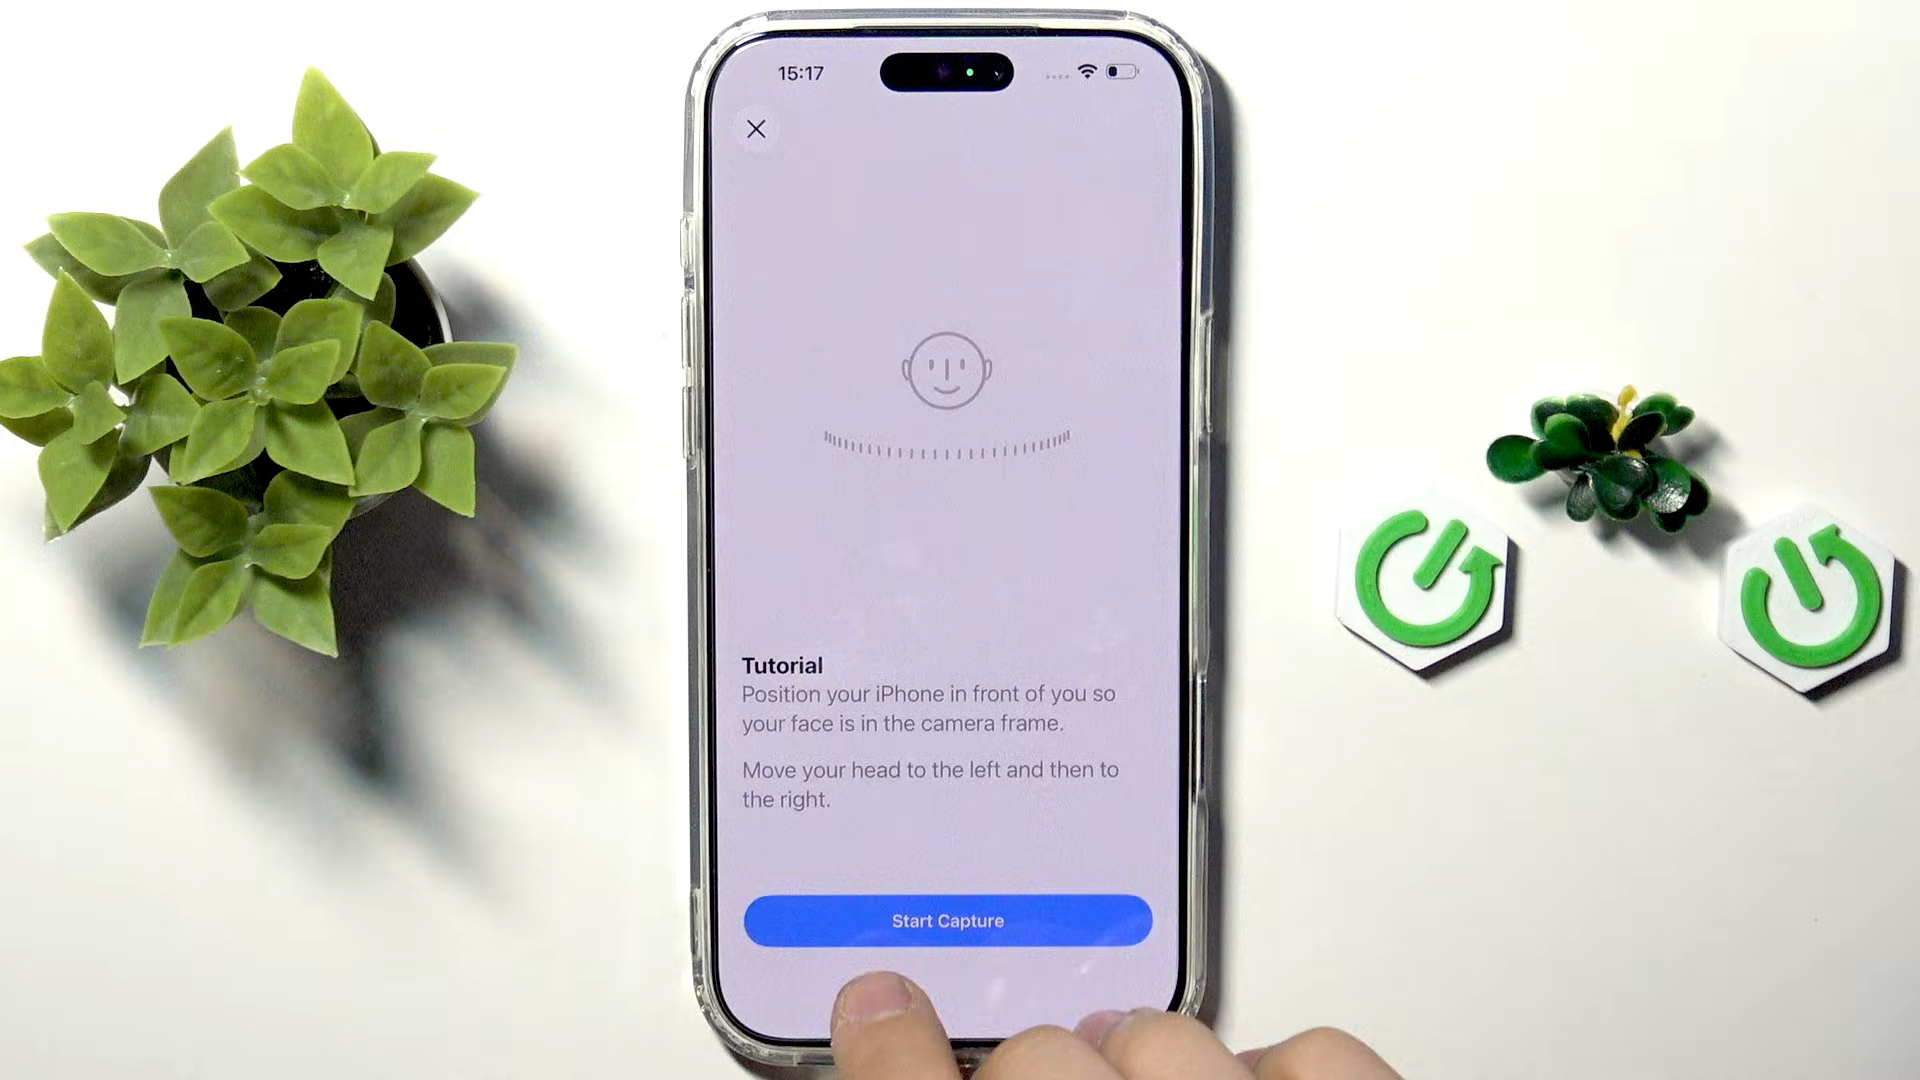 15:17
Tutorial
Position your iPhone in front of you so
your face is in the camera frame.
Move your head to the left and then to
the right.
Start Capture